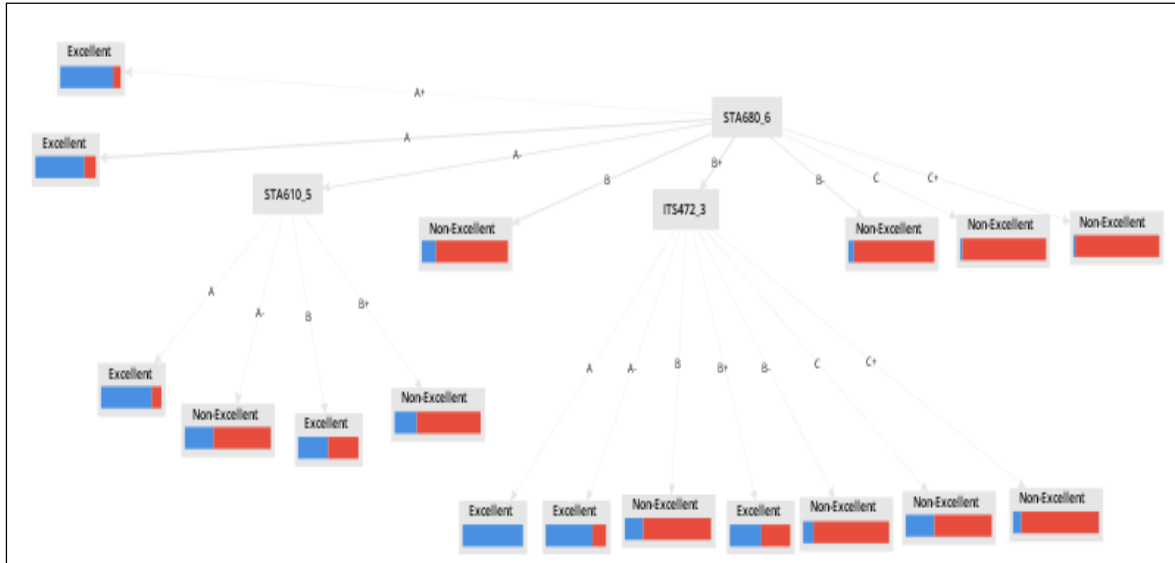 Excellent
A+
STA680_6
Excellent
A
A-
B+
B
B-
C
C+
STA610_5
ITS472_3
Non-Excellent
Non-Excellent
Non-Excellent
Non-Excellent
A
A-
B
B+
A
A-
B
B+
B-
C
C+
Excellent
Non-Excellent
Excellent
Non-Excellent
Excellent
Excellent
Non-Excellent
Excellent
Non-Excellent
Non-Excellent
Non-Excellent